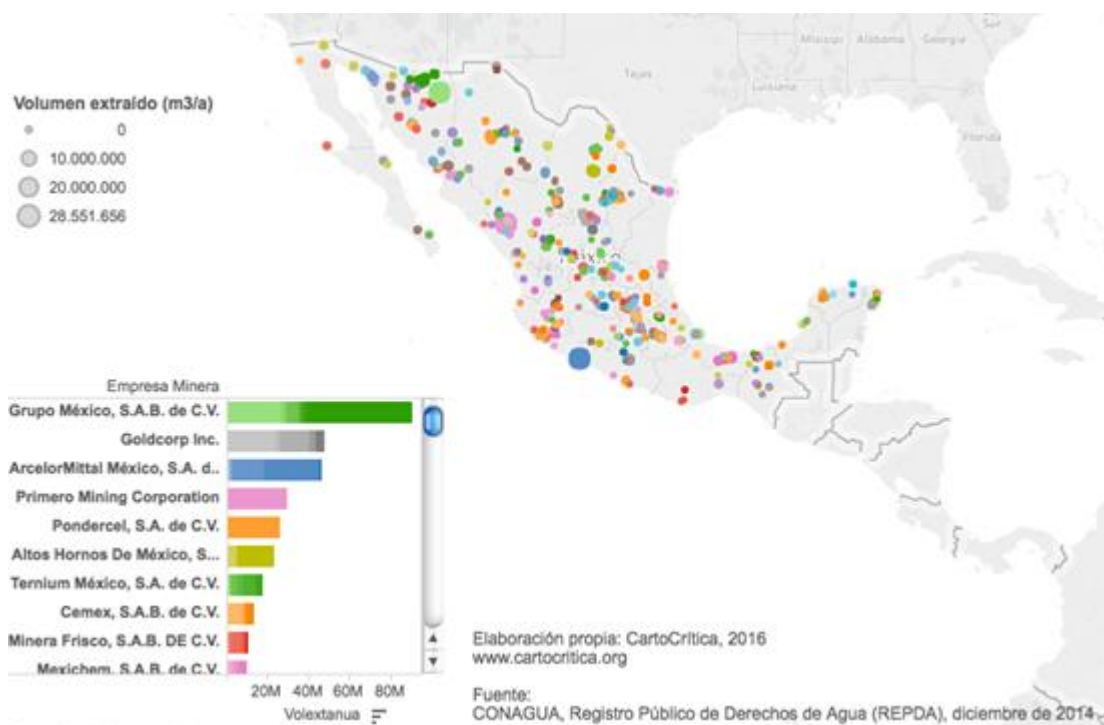 Volumen extraído (m3/a)
0
10.000.000
20.000.000
28.551.656
Tejas
Misisipi
Alabama
Georgia
Luisiana
Florida
México
Empresa Minera
Grupo México, S.A.B. de C.V.
Goldcorp Inc.
ArcelorMittal México, S.A. d..
Primero Mining Corporation
Pondercel, S.A. de C.V.
Altos Hornos De México, S...
Ternium México, S.A. de C.V.
Cemex, S.A.B. de C.V.
Minera Frisco, S.A.B. DE C.V.
Mexichem, S.A.B. de C.V.
20M 40M 60M 80M
Volextanua
Elaboración propia: CartoCrítica, 2016
www.cartocritica.org
Fuente:
CONAGUA, Registro Público de Derechos de Agua (REPDA), diciembre de 2014